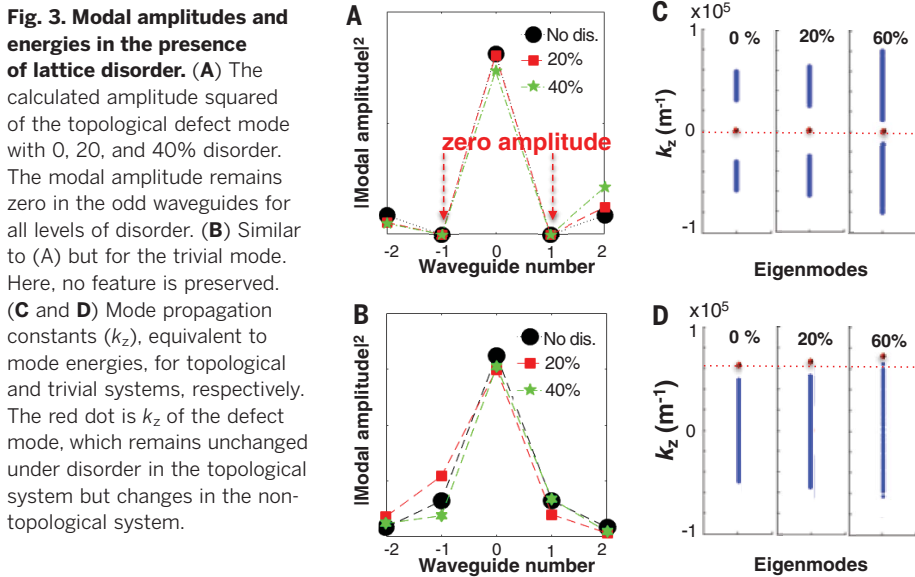 Fig. 3. Modal amplitudes and
energies in the presence
of lattice disorder. (A) The
calculated amplitude squared
of the topological defect mode
with 0, 20, and 40% disorder.
The modal amplitude remains
zero in the odd waveguides for
all levels of disorder. (B) Similar
to (A) but for the trivial mode.
Here, no feature is preserved.
(C and D) Mode propagation
constants (kz), equivalent to
mode energies, for topological
and trivial systems, respectively.
The red dot is kz of the defect
mode, which remains unchanged
under disorder in the topological
system but changes in the non-
topological system.
A
|Modal amplitude|²
No dis.
20%
40%
zero amplitude
-2 -1 0 1 2
Waveguide number
B
|Modal amplitude|²
No dis.
20%
40%
-2 -1 0 1 2
Waveguide number
C
x10⁵
0 % 20% 60%
1
0
-1
kz (m⁻¹)
Eigenmodes
D
x10⁵
0 % 20% 60%
1
0
-1
kz (m⁻¹)
Eigenmodes